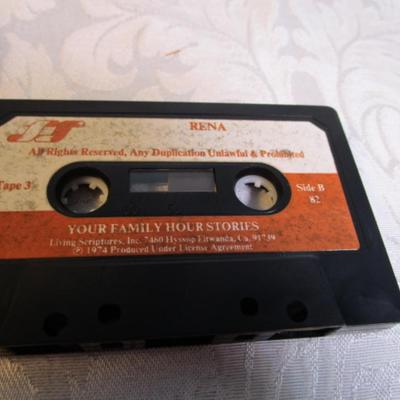 RENA
All Rights Reserved, Any Duplication Unlawful & Prohibited
Tape 3
Side B
82
YOUR FAMILY HOUR STORIES
Living Scriptures, Inc. 7460 Hyssop Etiwanda, Ca. 91739
℗ 1974 Produced Under License Agreement